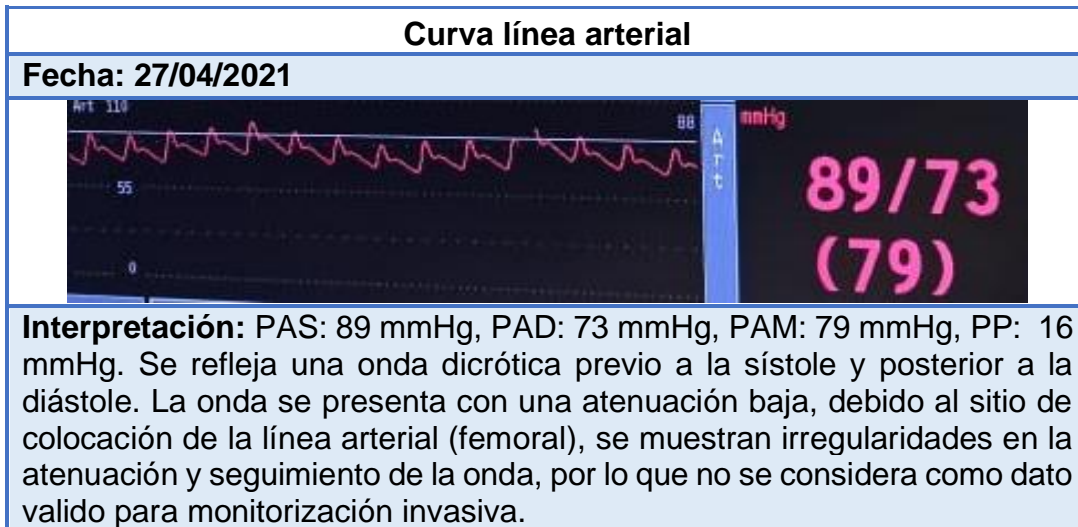 Curva línea arterial
Fecha: 27/04/2021
Art 110
88
55
0
Art
mmHg
89/73
(79)
Interpretación: PAS: 89 mmHg, PAD: 73 mmHg, PAM: 79 mmHg, PP: 16
mmHg. Se refleja una onda dicrótica previo a la sístole y posterior a la
diástole. La onda se presenta con una atenuación baja, debido al sitio de
colocación de la línea arterial (femoral), se muestran irregularidades en la
atenuación y seguimiento de la onda, por lo que no se considera como dato
valido para monitorización invasiva.